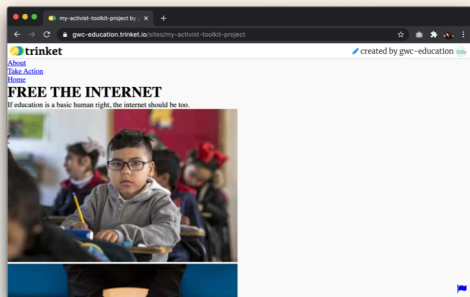 my-activist-toolkit-project by
gwc-education.trinket.io/sites/my-activist-toolkit-project
trinket
created by gwc-education
About
Take Action
Home
FREE THE INTERNET
If education is a basic human right, the internet should be too.